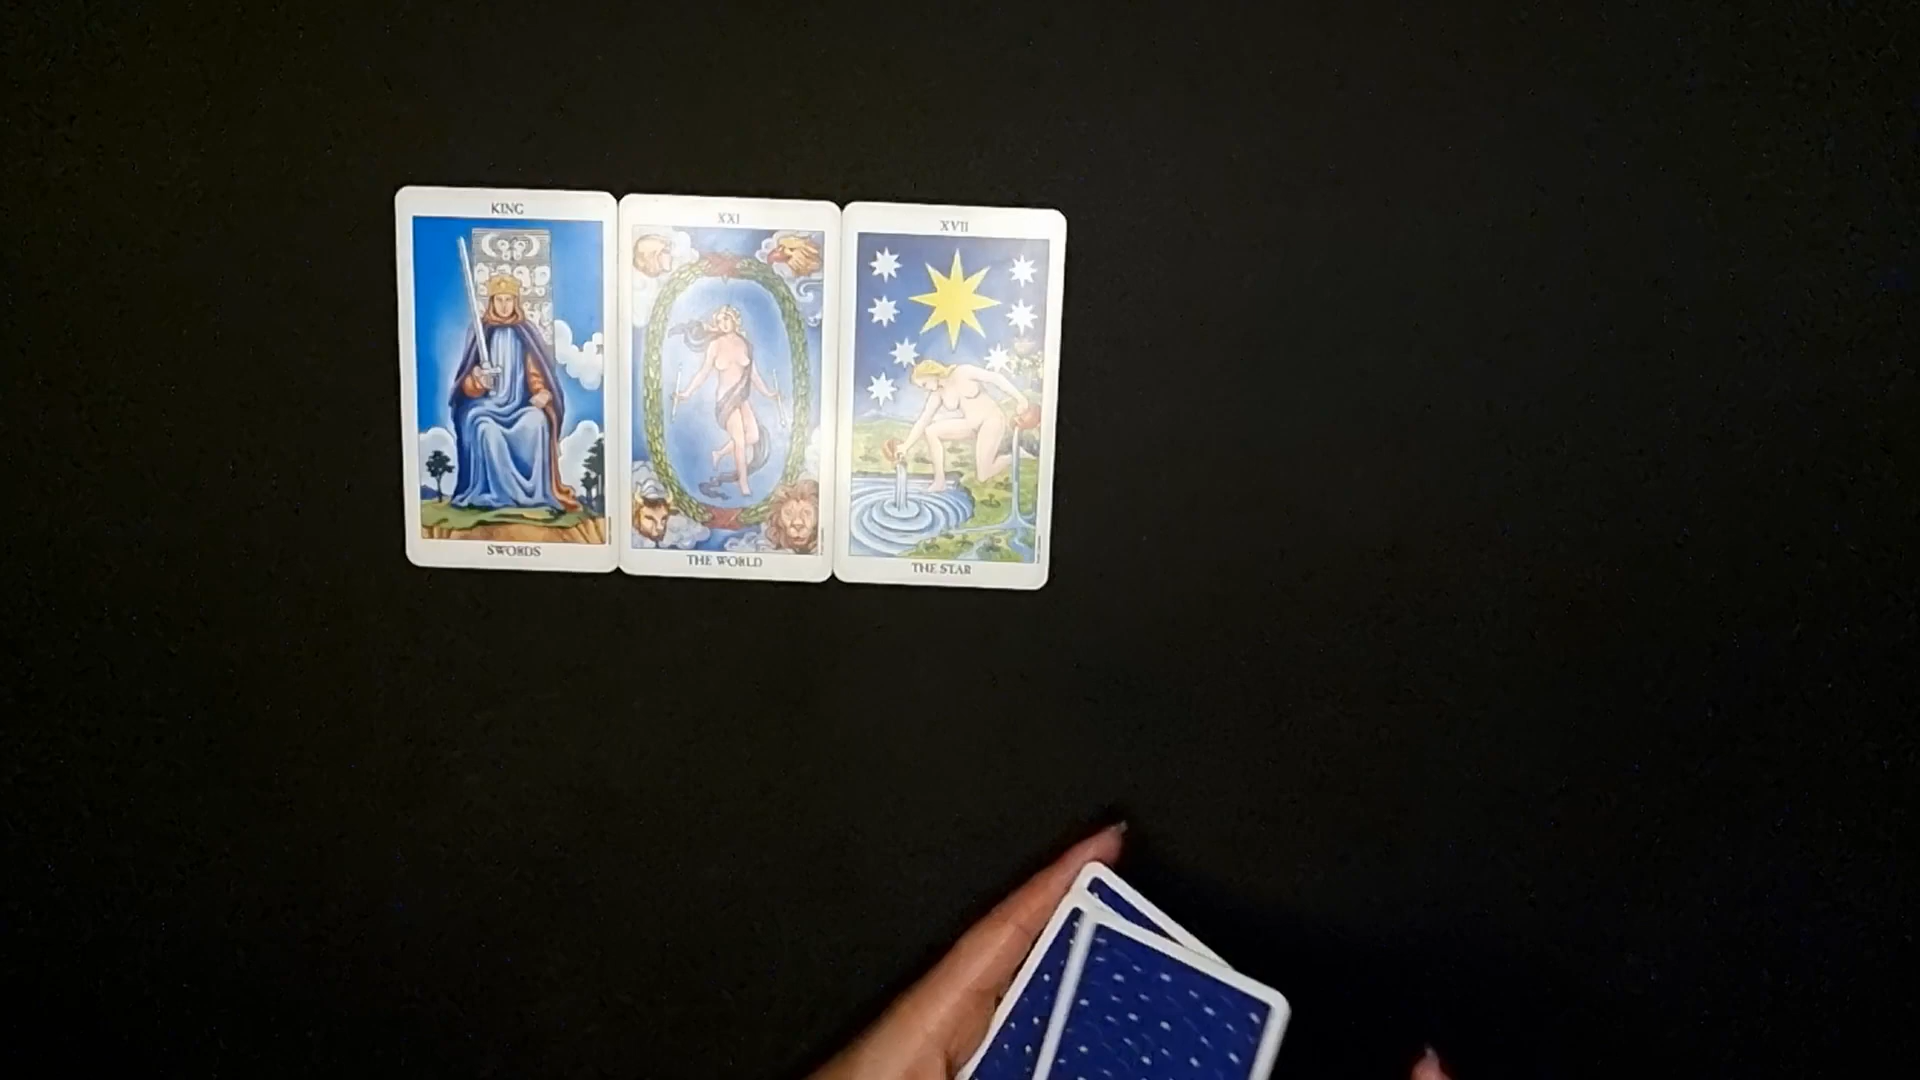 KING
SWORDS
XXI
THE WORLD
XVII
THE STAR